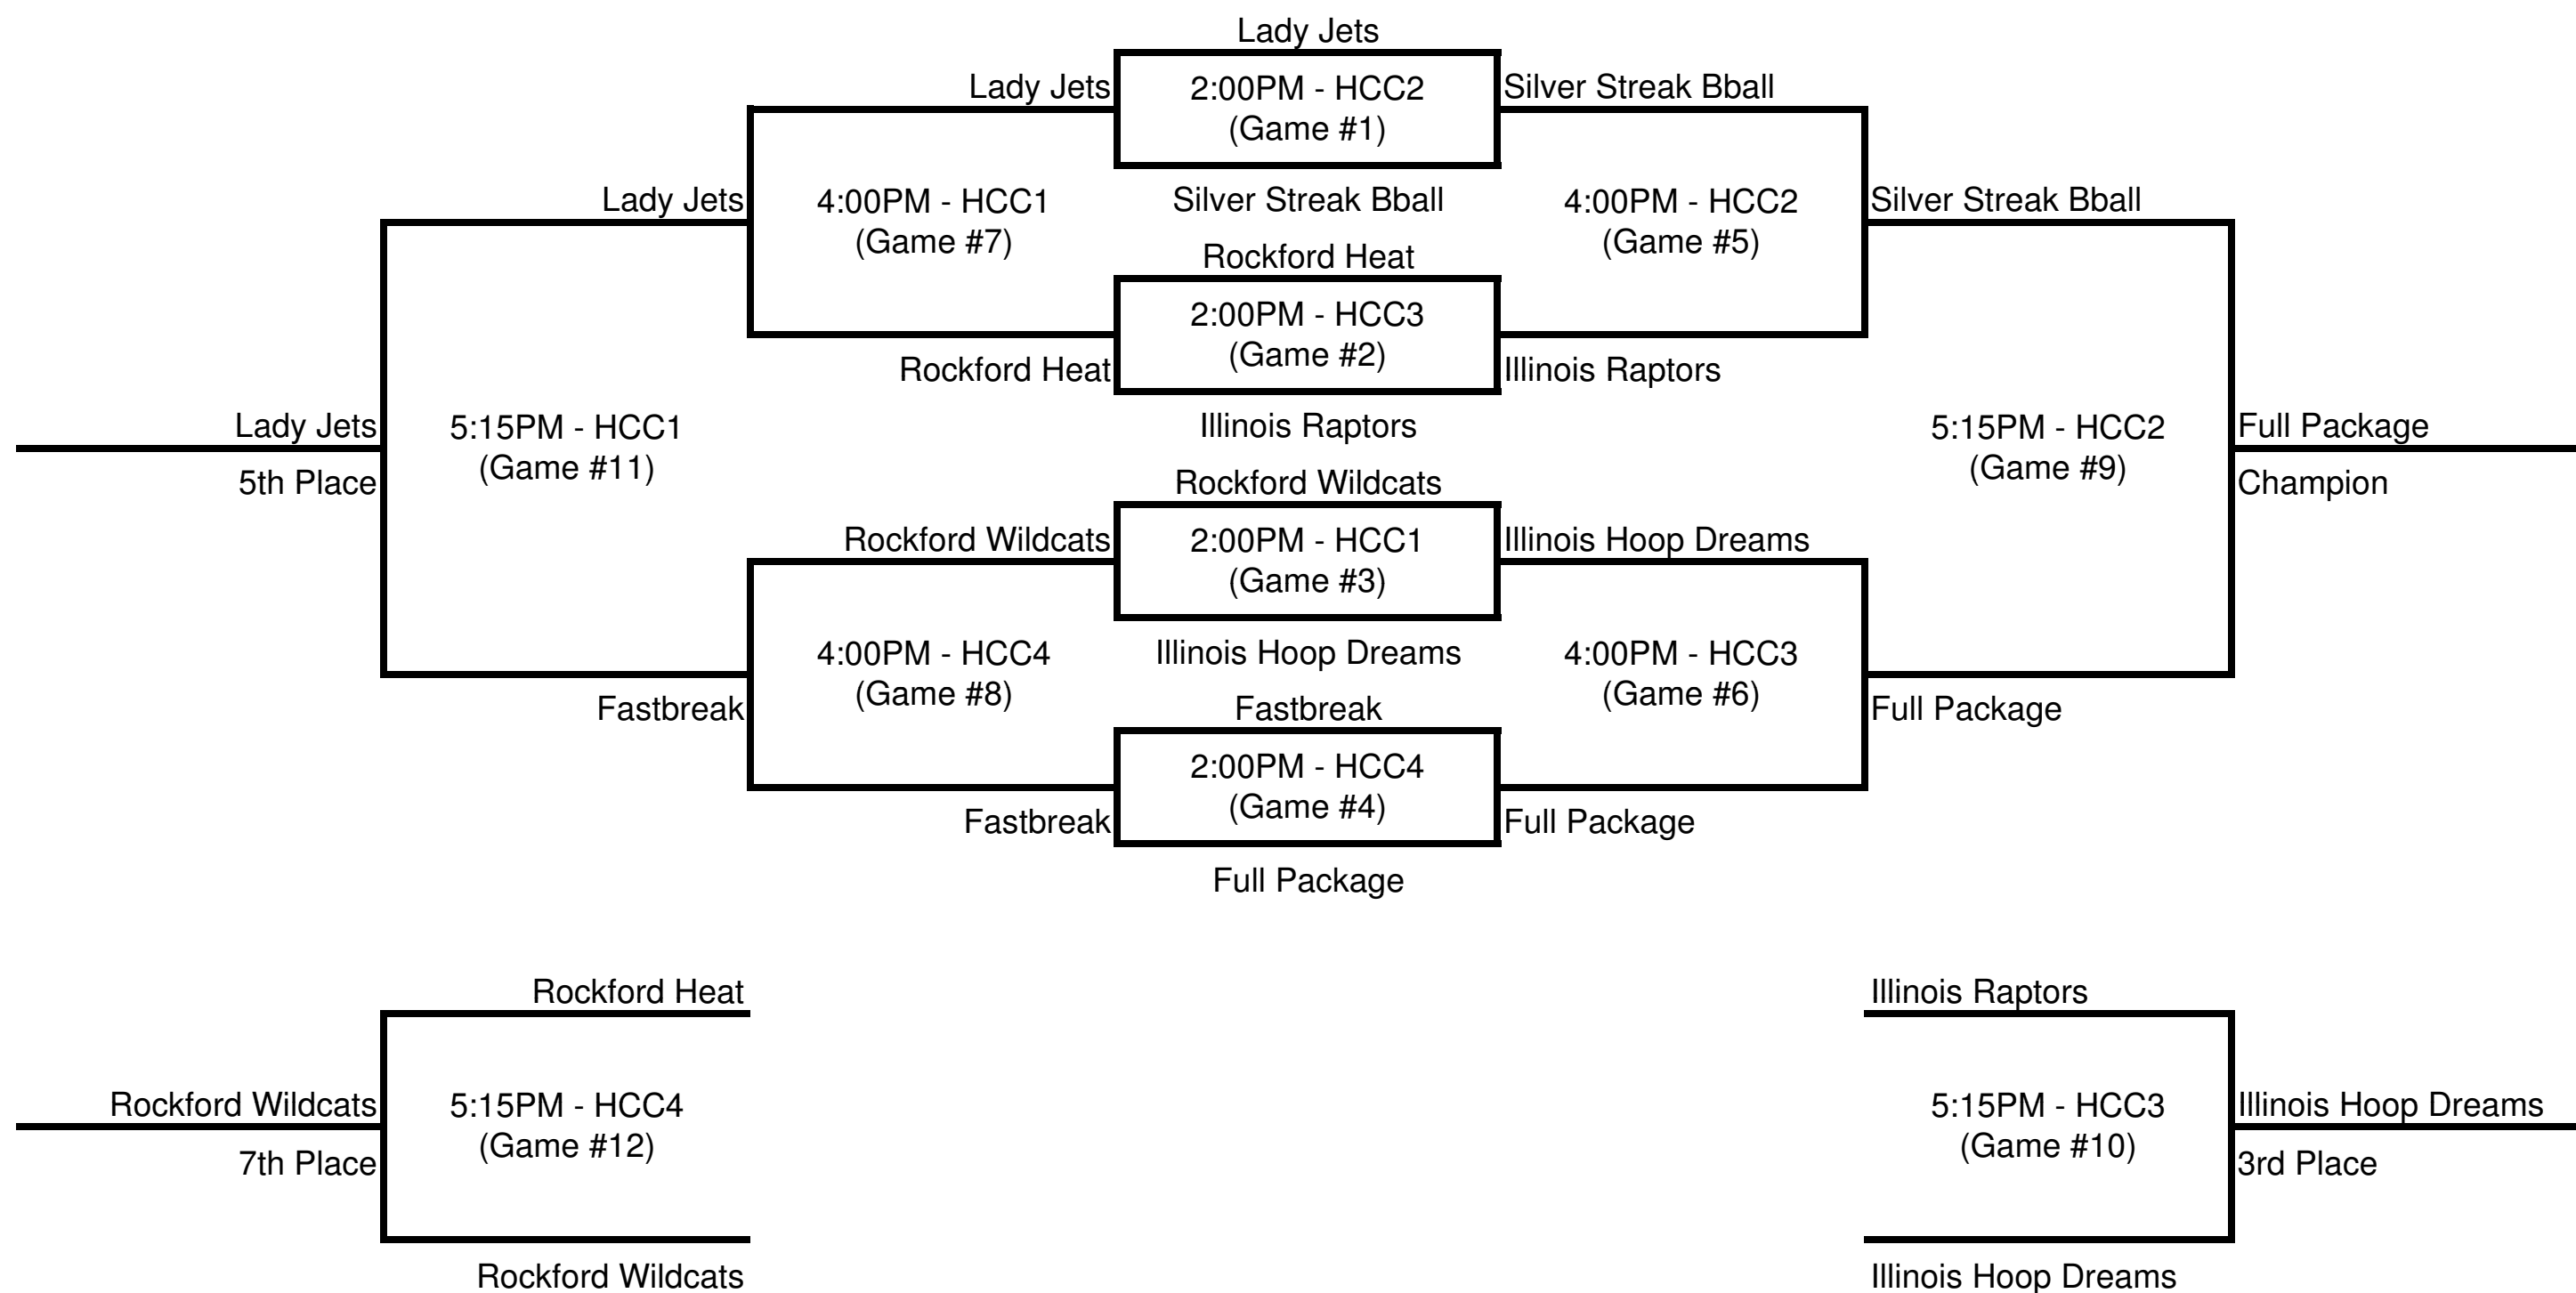 Lady Jets
Lady Jets
2:00PM - HCC2
(Game #1)
Silver Streak Bball
Lady Jets
4:00PM - HCC1
(Game #7)
Silver Streak Bball
4:00PM - HCC2
(Game #5)
Silver Streak Bball
Rockford Heat
2:00PM - HCC3
(Game #2)
Rockford Heat
Illinois Raptors
Lady Jets
5th Place
5:15PM - HCC1
(Game #11)
Illinois Raptors
5:15PM - HCC2
(Game #9)
Full Package
Champion
Rockford Wildcats
Rockford Wildcats
2:00PM - HCC1
(Game #3)
Illinois Hoop Dreams
4:00PM - HCC4
(Game #8)
Illinois Hoop Dreams
4:00PM - HCC3
(Game #6)
Fastbreak
Fastbreak
Full Package
2:00PM - HCC4
(Game #4)
Fastbreak
Full Package
Full Package
Rockford Heat
Illinois Raptors
Rockford Wildcats
7th Place
5:15PM - HCC4
(Game #12)
5:15PM - HCC3
(Game #10)
Illinois Hoop Dreams
3rd Place
Rockford Wildcats
Illinois Hoop Dreams